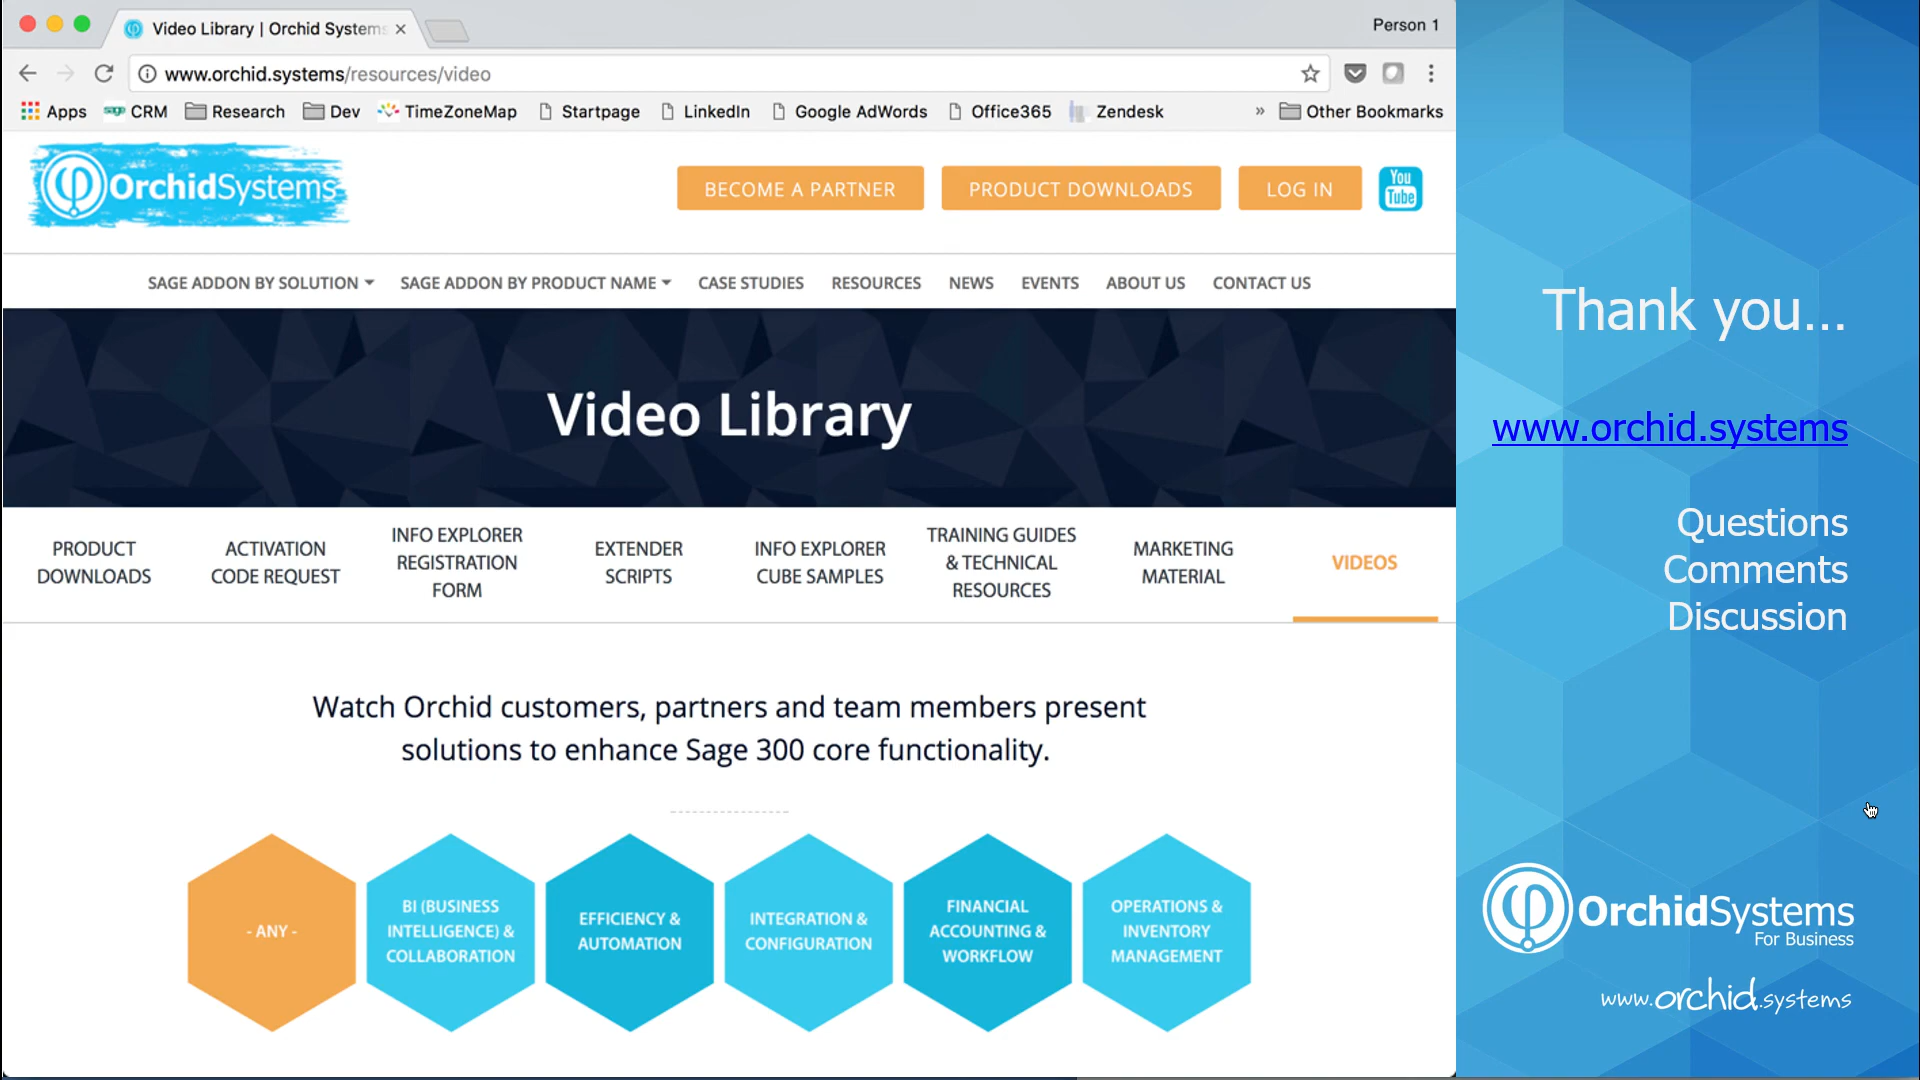 Video Library | Orchid Systems
Person 1
www.orchid.systems/resources/video
Apps sage CRM Research Dev TimeZoneMap Startpage LinkedIn Google AdWords Office365 Zendesk » Other Bookmarks
OrchidSystems
BECOME A PARTNER
PRODUCT DOWNLOADS
LOG IN
You
Tube
SAGE ADDON BY SOLUTION
SAGE ADDON BY PRODUCT NAME
CASE STUDIES
RESOURCES
NEWS
EVENTS
ABOUT US
CONTACT US
Video Library
PRODUCT
DOWNLOADS
ACTIVATION
CODE REQUEST
INFO EXPLORER
REGISTRATION
FORM
EXTENDER
SCRIPTS
INFO EXPLORER
CUBE SAMPLES
TRAINING GUIDES
& TECHNICAL
RESOURCES
MARKETING
MATERIAL
VIDEOS
Watch Orchid customers, partners and team members present
solutions to enhance Sage 300 core functionality.
- ANY -
BI (BUSINESS
INTELLIGENCE) &
COLLABORATION
EFFICIENCY &
AUTOMATION
INTEGRATION &
CONFIGURATION
FINANCIAL
ACCOUNTING &
WORKFLOW
OPERATIONS &
INVENTORY
MANAGEMENT
Thank you...
www.orchid.systems
Questions
Comments
Discussion
OrchidSystems
For Business
www.orchid.systems